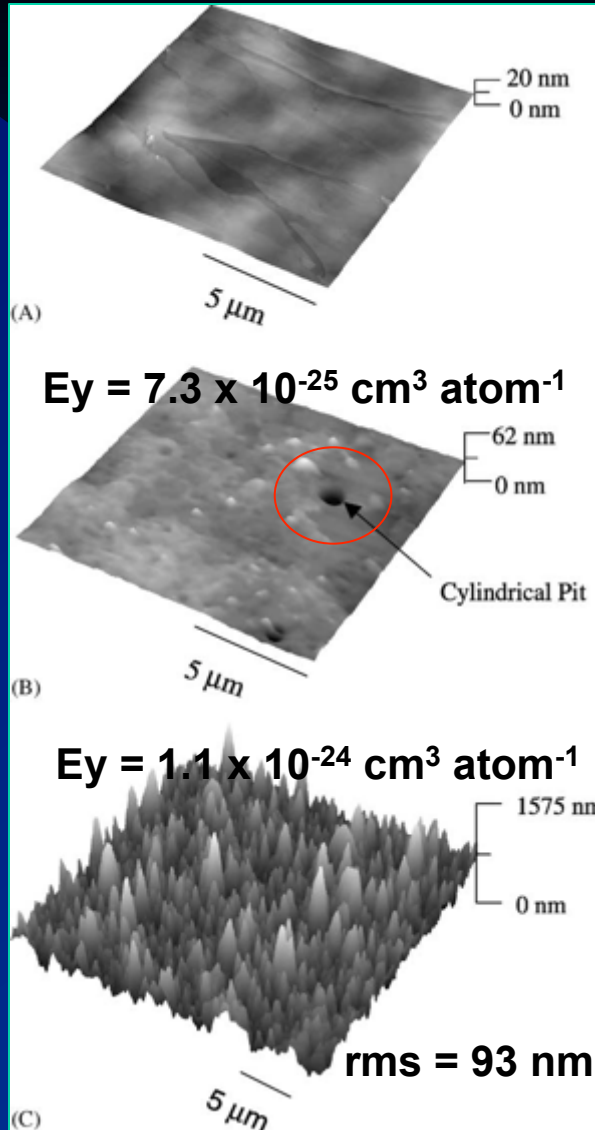 20 nm
0 nm
5 μm
(A)
Ey = 7.3 x 10⁻²⁵ cm³ atom⁻¹
62 nm
0 nm
Cylindrical Pit
5 μm
(B)
Ey = 1.1 x 10⁻²⁴ cm³ atom⁻¹
1575 nm
0 nm
rms = 93 nm
5 μm
(C)